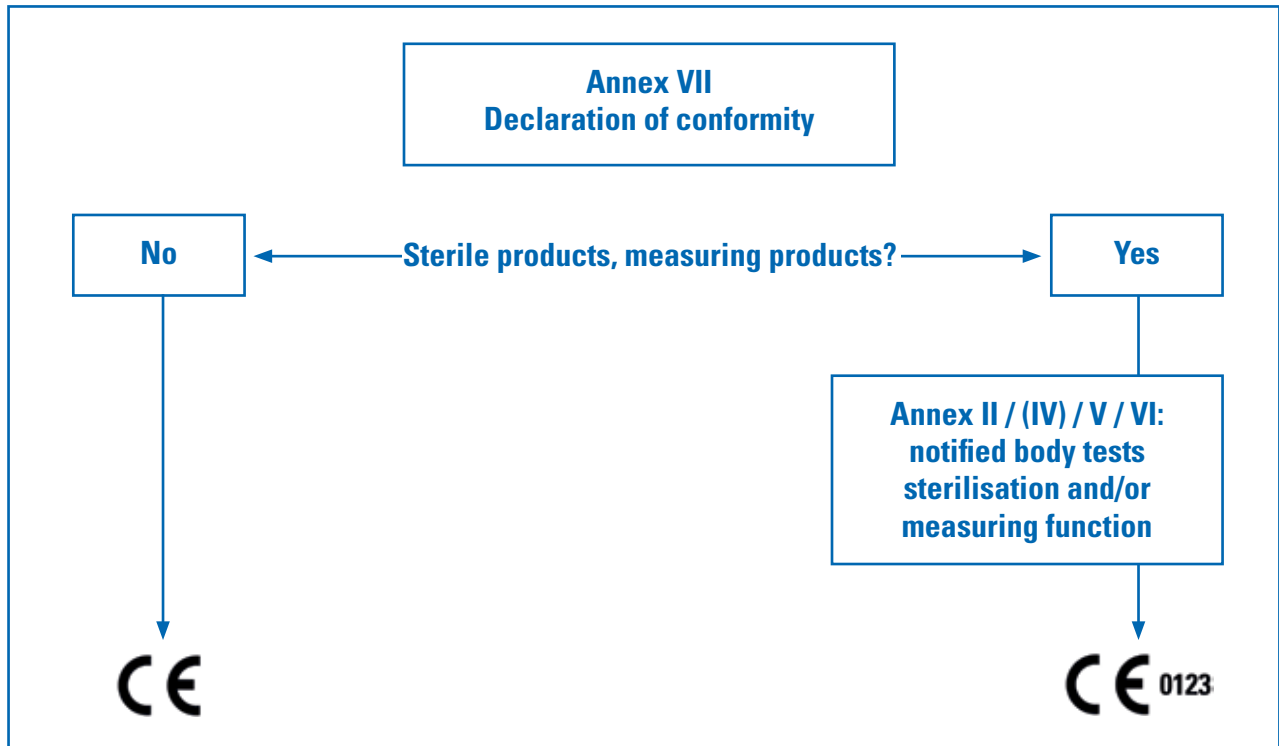 Annex VII
Declaration of conformity
No
Sterile products, measuring products?
Yes
Annex II / (IV) / V / VI:
notified body tests
sterilisation and/or
measuring function
CE
CE 0123